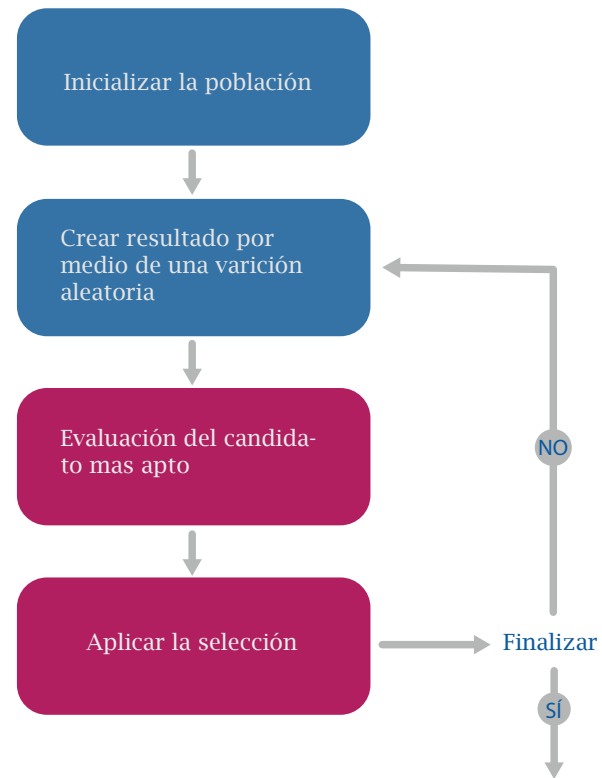 Inicializar la población
Crear resultado por
medio de una varición
aleatoria
Evaluación del candida-
to mas apto
Aplicar la selección
NO
Finalizar
SÍ